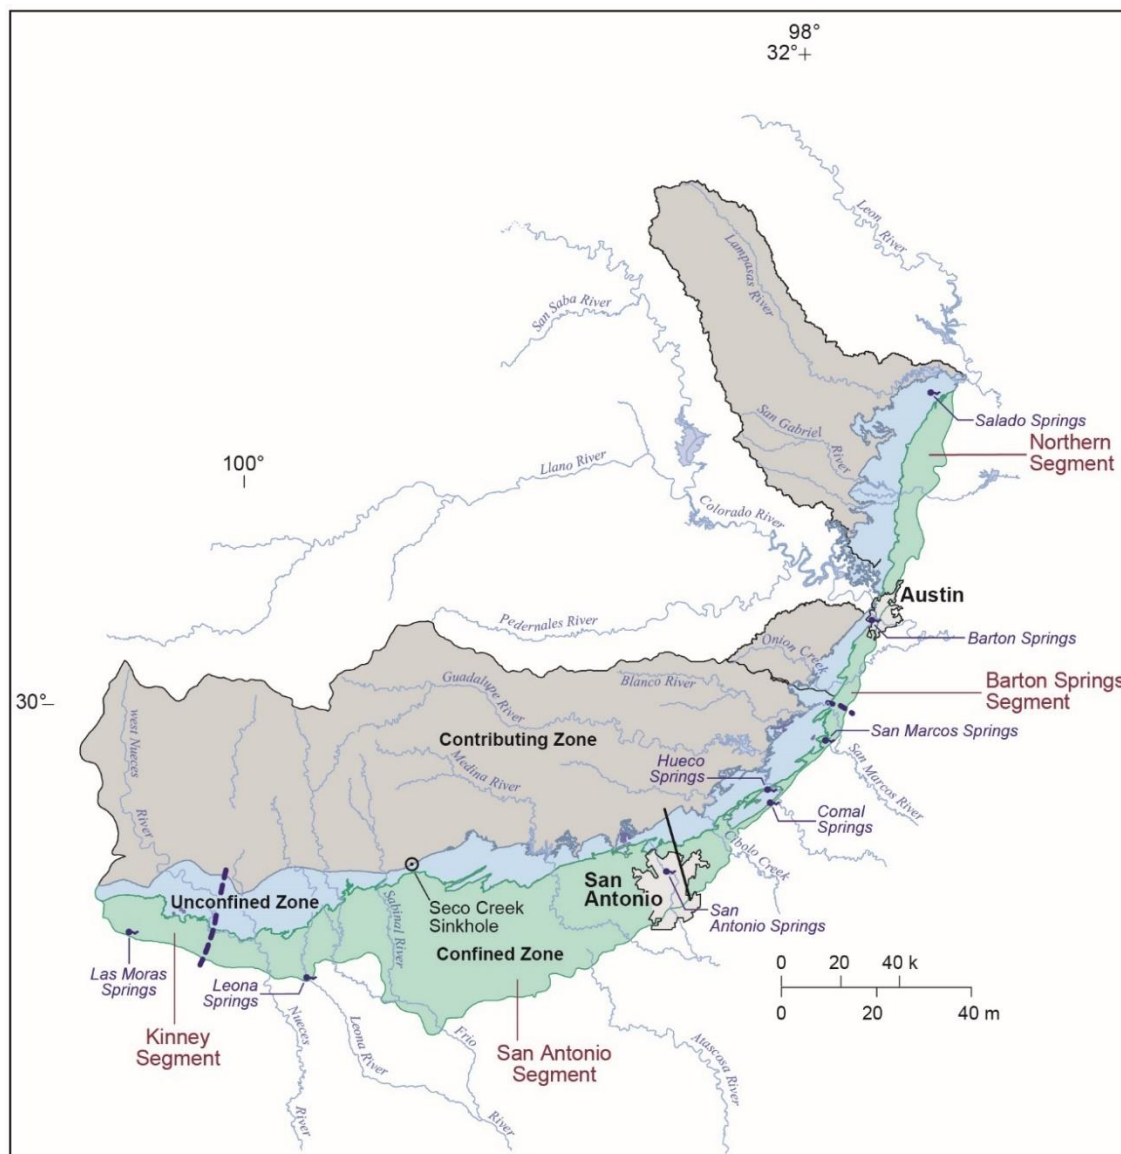 98°
32°
Leon
River
Lampasas River
San Saba River
Salado Springs
San Gabriel
River
Northern
Segment
100°
Llano River
Colorado River
Austin
Pedernales River
Barton Springs
Onion Creek
Blanco River
Barton Springs
Segment
30°
west Nueces
River
Guadalupe River
Contributing Zone
San Marcos Springs
Medina River
Hueco
Springs
San Marcos River
Comal
Springs
Cibolo Creek
San
Antonio
Unconfined Zone
Seco Creek
Sinkhole
Sabinal River
San
Antonio Springs
Confined Zone
Las Moras
Springs
Leona
Springs
0 20 40 k
0 20 40 m
Kinney
Segment
Nueces
River
Leona River
Frio
River
San Antonio
Segment
Atascosa River